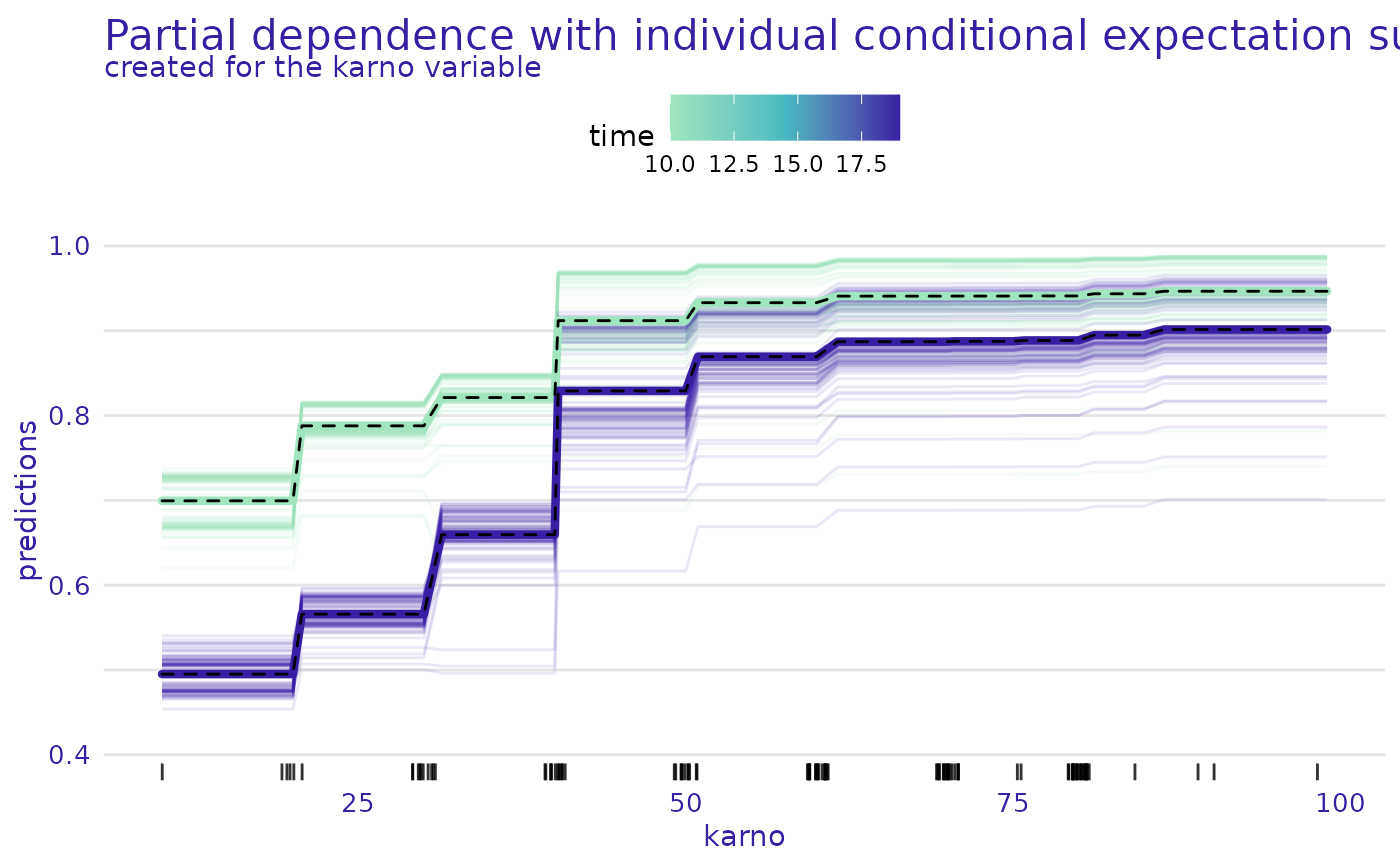 Partial dependence with individual conditional expectation su
created for the karno variable
time
10.0 12.5 15.0 17.5
1.0
0.8
0.6
0.4
predictions
25 50 75 100
karno